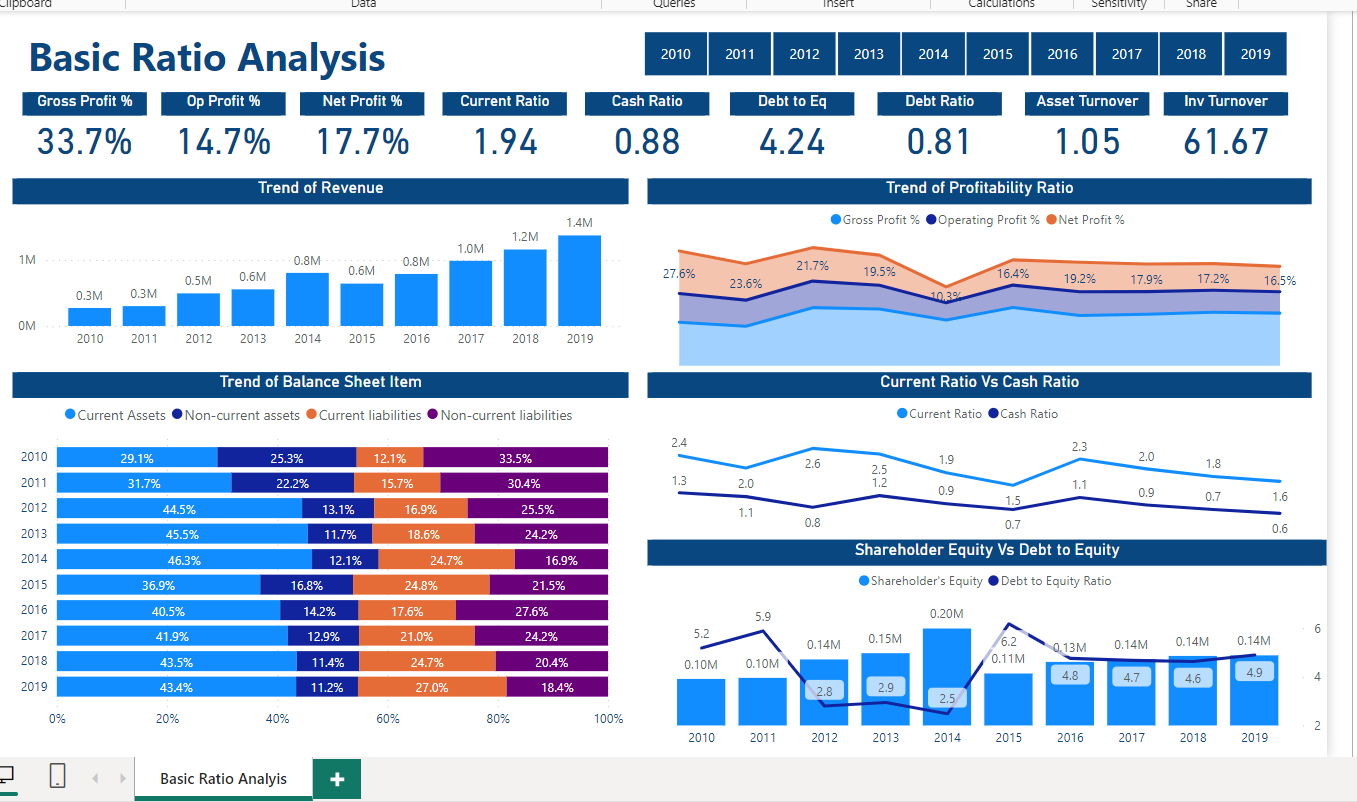 Clipboard Data Queries Insert Calculations Sensitivity Share
Basic Ratio Analysis
2010 2011 2012 2013 2014 2015 2016 2017 2018 2019
Gross Profit % Op Profit % Net Profit % Current Ratio Cash Ratio Debt to Eq Debt Ratio Asset Turnover Inv Turnover
33.7% 14.7% 17.7% 1.94 0.88 4.24 0.81 1.05 61.67
Trend of Revenue
1.4M
1.2M
1.0M
0.8M 0.8M
0.6M 0.6M
0.5M
0.3M 0.3M
1M
0M
2010 2011 2012 2013 2014 2015 2016 2017 2018 2019
Trend of Profitability Ratio
Gross Profit % Operating Profit % Net Profit %
27.6% 23.6% 21.7% 19.5% 10.3% 16.4% 19.2% 17.9% 17.2% 16.5%
Trend of Balance Sheet Item
Current Assets Non-current assets Current liabilities Non-current liabilities
2010 29.1% 25.3% 12.1% 33.5%
2011 31.7% 22.2% 15.7% 30.4%
2012 44.5% 13.1% 16.9% 25.5%
2013 45.5% 11.7% 18.6% 24.2%
2014 46.3% 12.1% 24.7% 16.9%
2015 36.9% 16.8% 24.8% 21.5%
2016 40.5% 14.2% 17.6% 27.6%
2017 41.9% 12.9% 21.0% 24.2%
2018 43.5% 11.4% 24.7% 20.4%
2019 43.4% 11.2% 27.0% 18.4%
0% 20% 40% 60% 80% 100%
Current Ratio Vs Cash Ratio
Current Ratio Cash Ratio
2.4 2.0 2.6 2.5 1.9 1.5 2.3 2.0 1.8 1.6
1.3 1.1 0.8 1.2 0.9 0.7 1.1 0.9 0.7 0.6
Shareholder Equity Vs Debt to Equity
Shareholder's Equity Debt to Equity Ratio
0.10M 0.10M 0.14M 0.15M 0.20M 0.11M 0.13M 0.14M 0.14M 0.14M
5.2 5.9 2.8 2.9 2.5 6.2 4.8 4.7 4.6 4.9
6
4
2
2010 2011 2012 2013 2014 2015 2016 2017 2018 2019
Basic Ratio Analyis